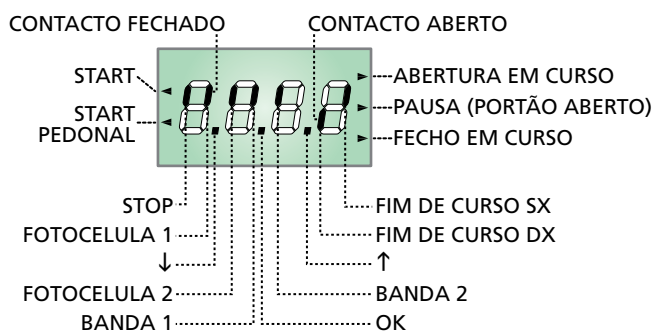 CONTACTO FECHADO
CONTACTO ABERTO
START
START
PEDONAL
ABERTURA EM CURSO
PAUSA (PORTÃO ABERTO)
FECHO EM CURSO
STOP
FIM DE CURSO SX
FOTOCELULA 1
FIM DE CURSO DX
↓
↑
FOTOCELULA 2
BANDA 2
BANDA 1
OK